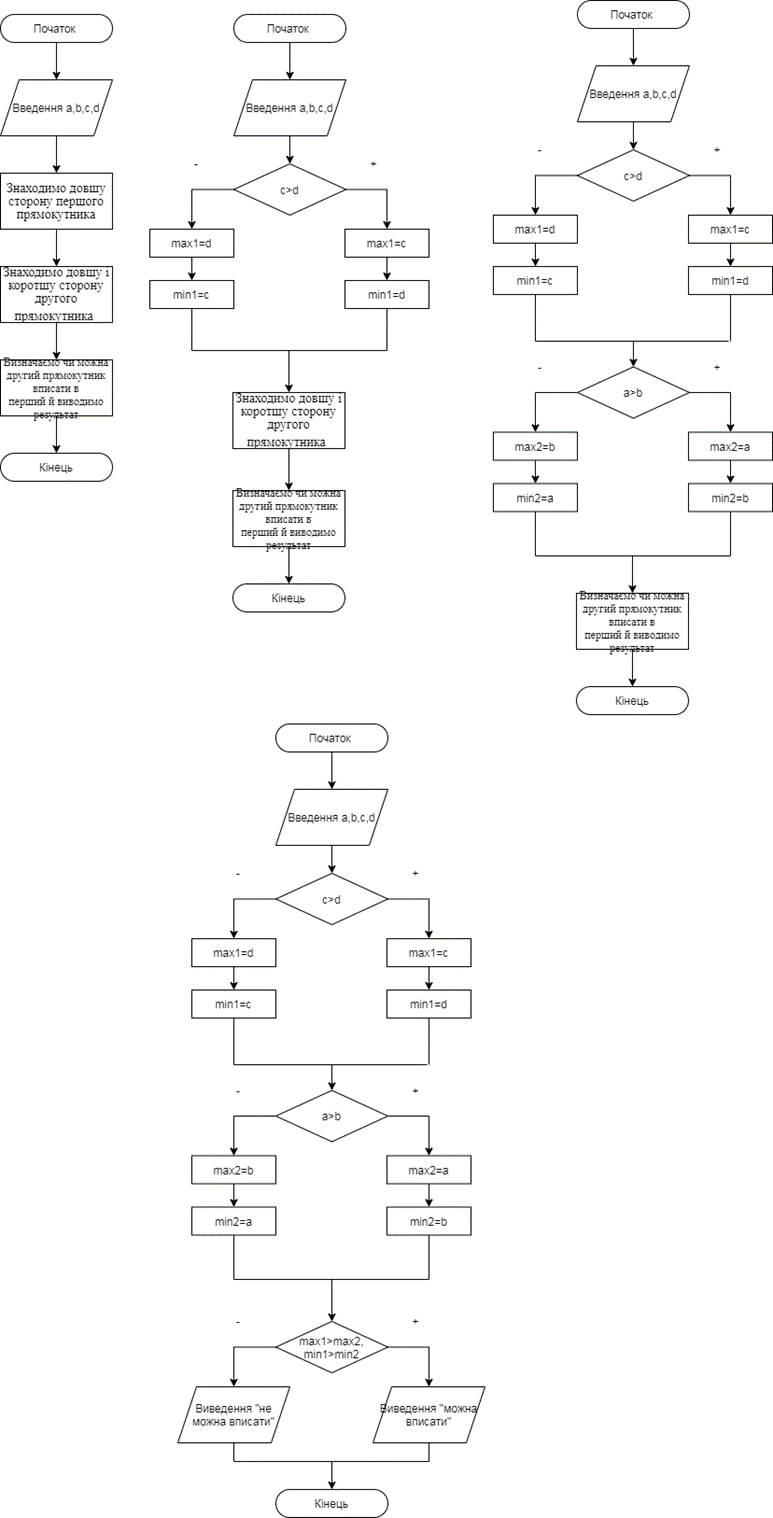 Початок
Введення a,b,c,d
Знаходимо довшу
сторону першого
прямокутника
Знаходимо довшу і
коротшу сторону
другого
прямокутника
Визначаємо чи можна
другий прямокутник
вписати в
перший й виводимо
результат
Кінець
Початок
Введення a,b,c,d
-
+
c>d
max1=d
max1=c
min1=c
min1=d
Знаходимо довшу і
коротшу сторону
другого
прямокутника
Визначаємо чи можна
другий прямокутник
вписати в
перший й виводимо
результат
Кінець
Початок
Введення a,b,c,d
-
+
c>d
max1=d
max1=c
min1=c
min1=d
-
+
a>b
max2=b
max2=a
min2=a
min2=b
Визначаємо чи можна
другий прямокутник
вписати в
перший й виводимо
результат
Кінець
Початок
Введення a,b,c,d
-
+
c>d
max1=d
max1=c
min1=c
min1=d
-
+
a>b
max2=b
max2=a
min2=a
min2=b
-
+
max1>max2,
min1>min2
Виведення "не
можна вписати"
Виведення "можна
вписати"
Кінець